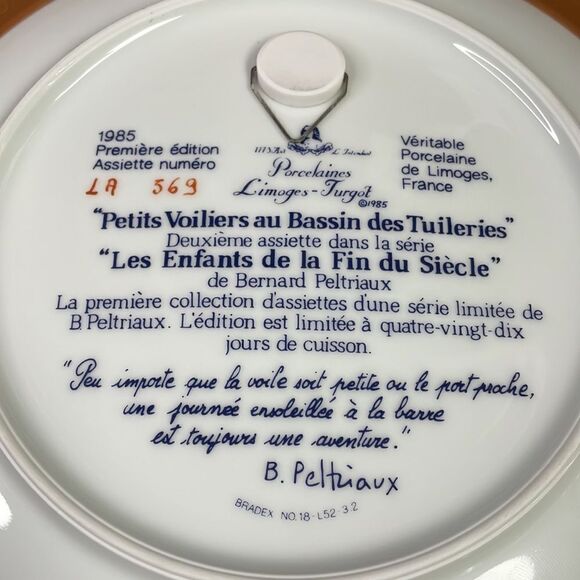 1985
Première édition
Assiette numéro
LA 569
L'Intendant
Porcelaines
Limoges-Turgot
©1985
Véritable
Porcelaine
de Limoges,
France
"Petits Voiliers au Bassin des Tuileries"
Deuxième assiette dans la série
"Les Enfants de la Fin du Siècle"
de Bernard Peltriaux
La première collection d'assiettes d'une série limitée de
B. Peltriaux. L'édition est limitée à quatre-vingt-dix
jours de cuisson.
"Peu importe que la voile soit petite ou le port proche,
une journée ensoleillée à la barre
est toujours une aventure."
B. Peltriaux
BRADEX NO. 18-L52-3.2